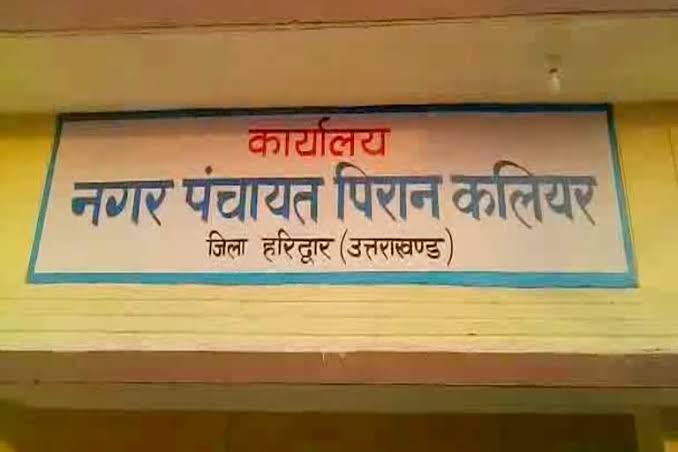 कार्यालय
नगर पंचायत पिरान कलियर
जिला हरिद्वार (उत्तराखण्ड)